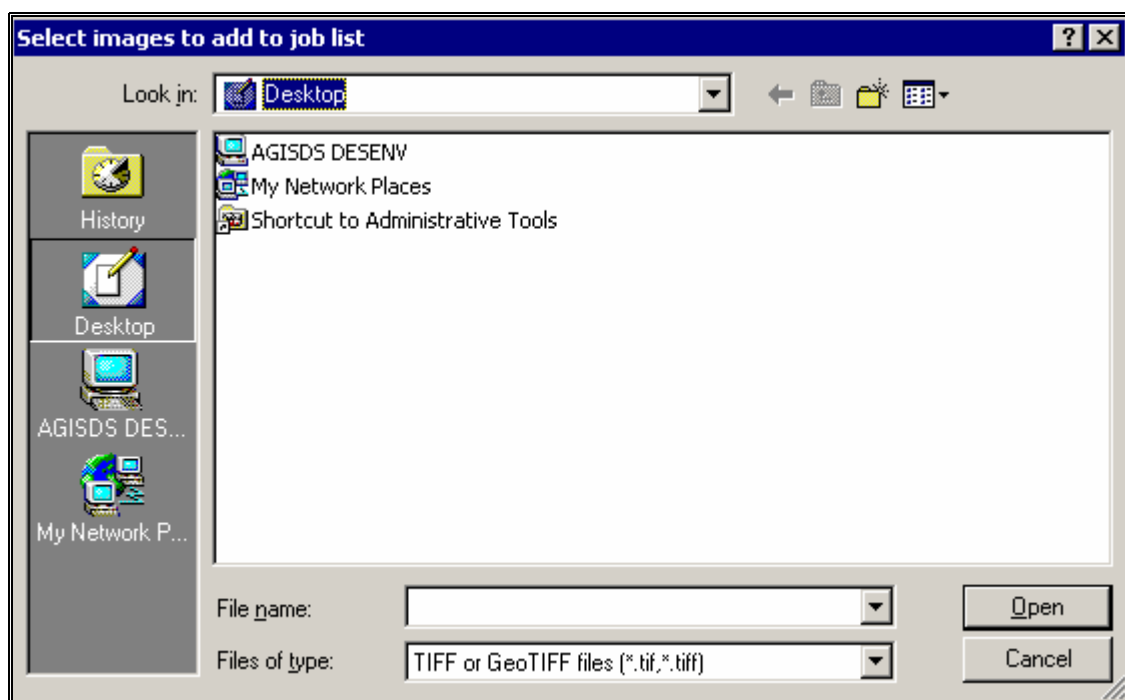 Select images to add to job list
Look in: Desktop
AGISDS DESENV
My Network Places
Shortcut to Administrative Tools
History
Desktop
AGISDS DES...
My Network P...
File name:
Open
Files of type: TIFF or GeoTIFF files (*.tif,*.tiff)
Cancel